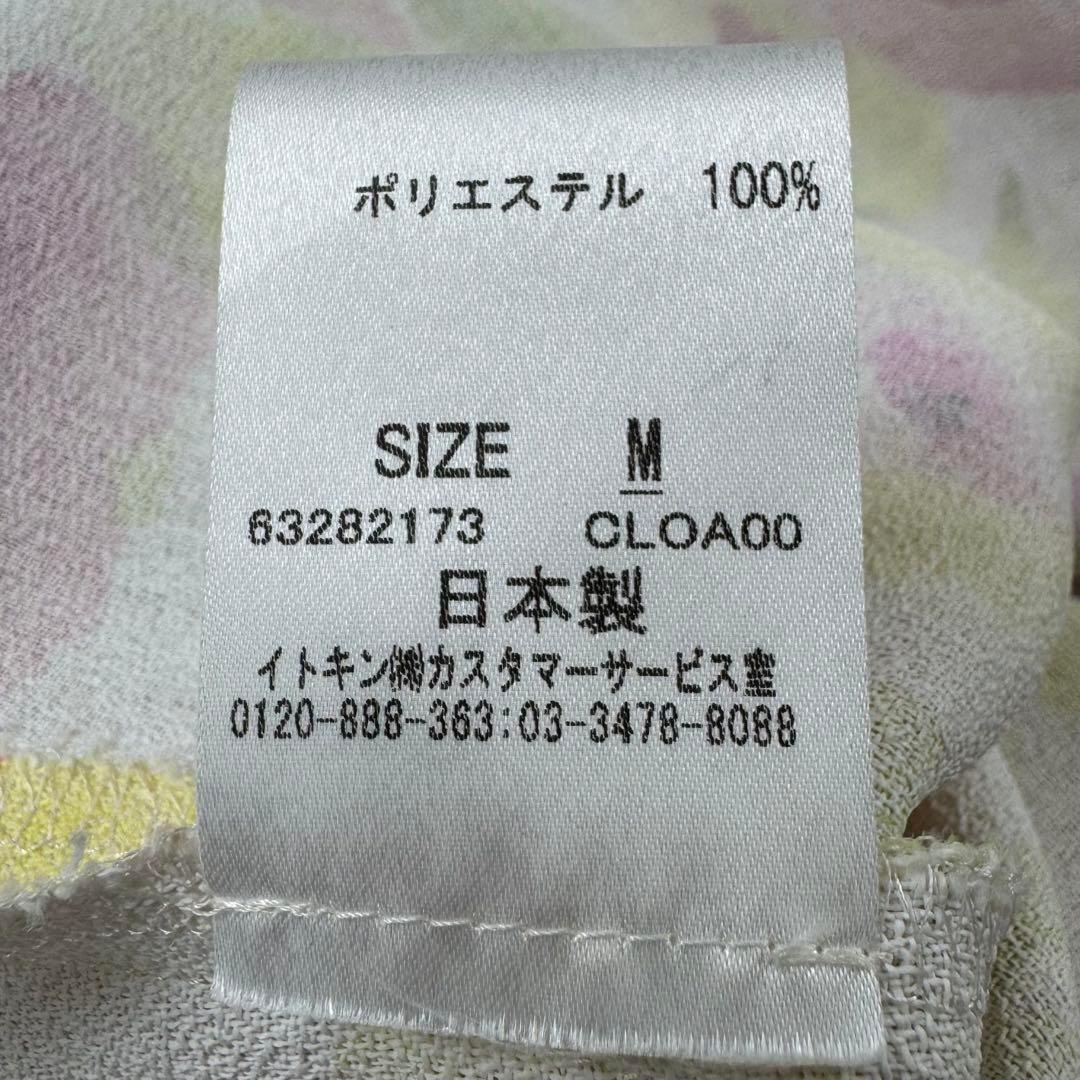 ポリエステル 100%
SIZE M
63282173 CLOA00
日本製
イトキン㈱カスタマーサービス室
0120-888-363:03-3478-8088